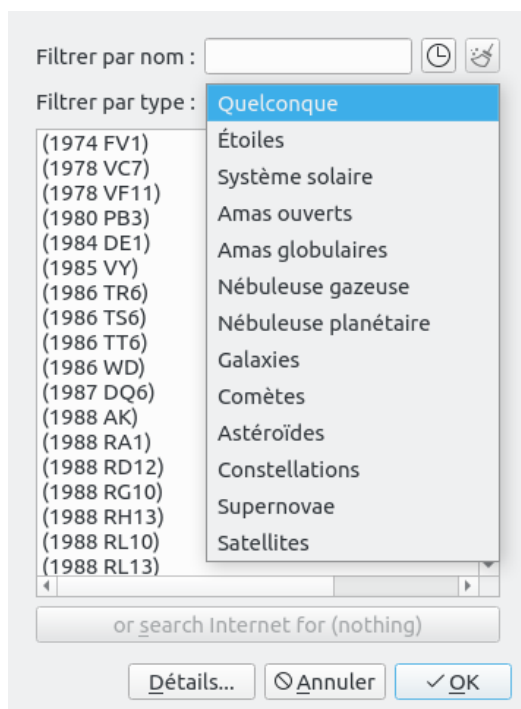 Filtrer par nom :
Filtrer par type :
Quelconque
Étoiles
Système solaire
Amas ouverts
Amas globulaires
Nébuleuse gazeuse
Nébuleuse planétaire
Galaxies
Comètes
Astéroïdes
Constellations
Supernovae
Satellites
(1974 FV1)
(1978 VC7)
(1978 VF11)
(1980 PB3)
(1984 DE1)
(1985 VY)
(1986 TR6)
(1986 TS6)
(1986 TT6)
(1986 WD)
(1987 DQ6)
(1988 AK)
(1988 RA1)
(1988 RD12)
(1988 RG10)
(1988 RH13)
(1988 RL10)
(1988 RL13)
or search Internet for (nothing)
Détails...
Annuler
OK